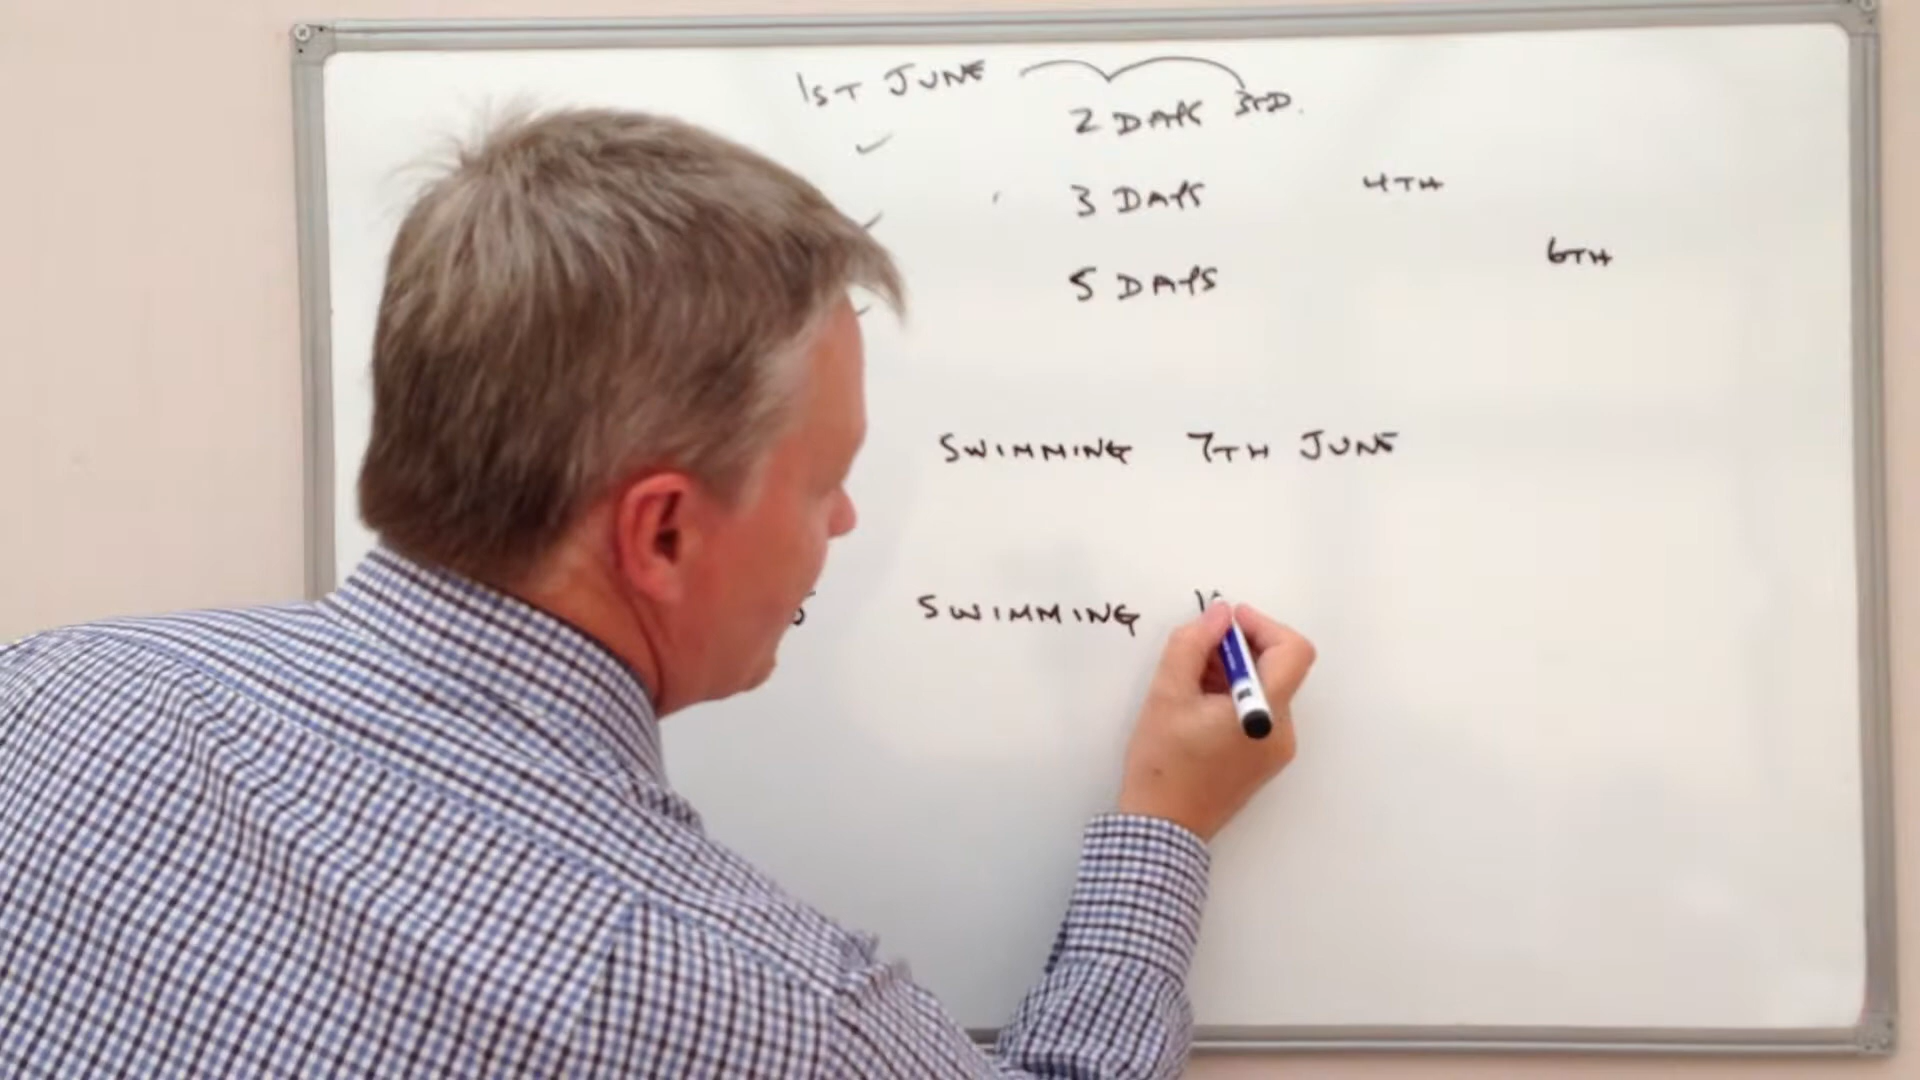 1ST JUNE
2 DAYS 3RD.
3 DAYS 4TH
6TH
5 DAYS
SWIMMING 7TH JUNE
SWIMMING